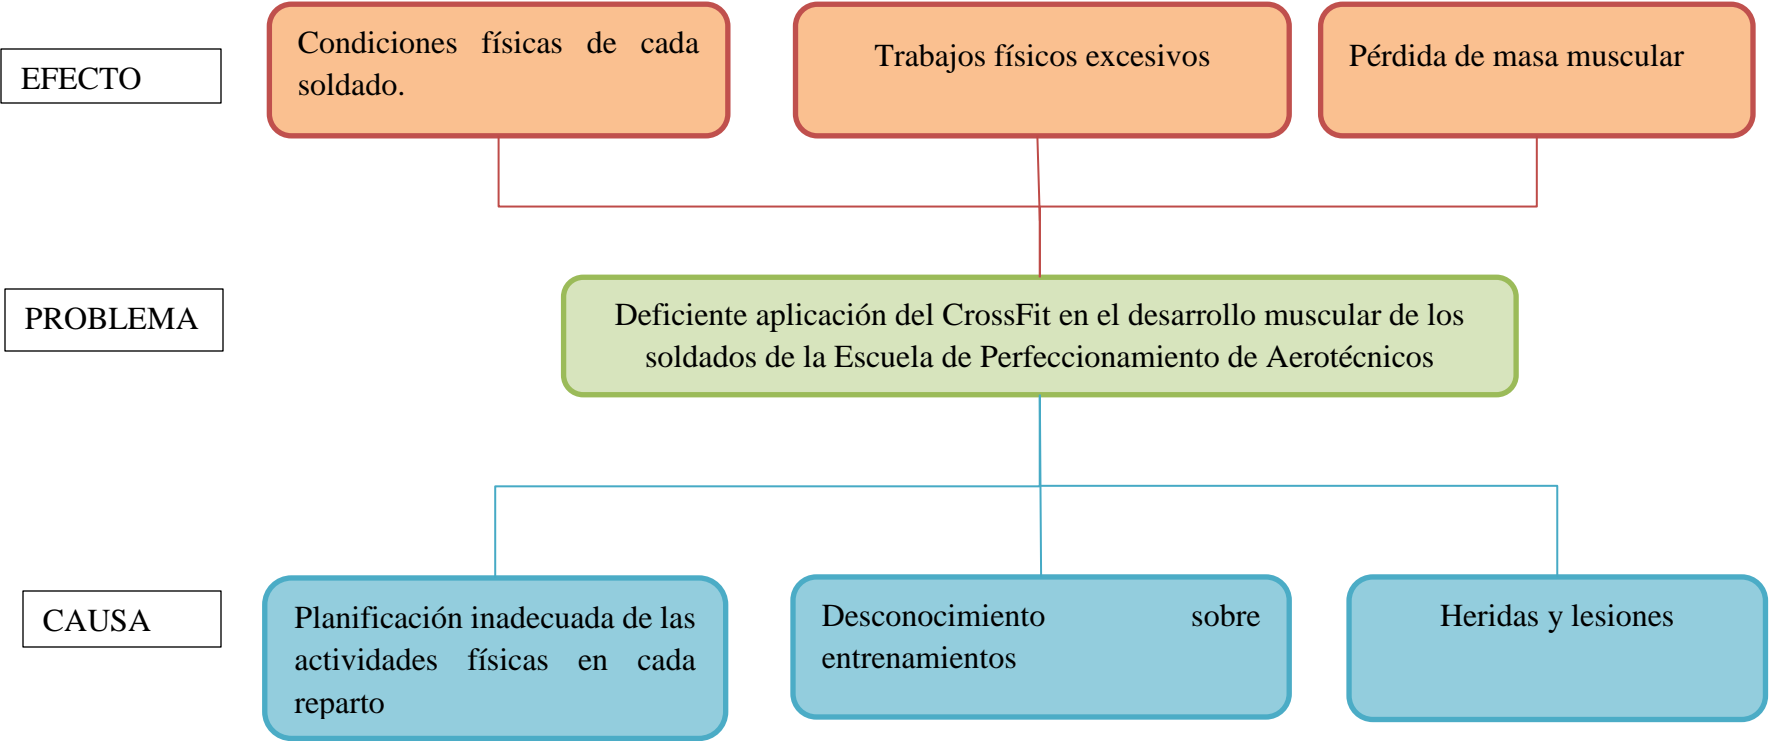 EFECTO
Condiciones físicas de cada
soldado.
Trabajos físicos excesivos
Pérdida de masa muscular
PROBLEMA
Deficiente aplicación del CrossFit en el desarrollo muscular de los
soldados de la Escuela de Perfeccionamiento de Aerotécnicos
CAUSA
Planificación inadecuada de las
actividades físicas en cada
reparto
Desconocimiento sobre
entrenamientos
Heridas y lesiones